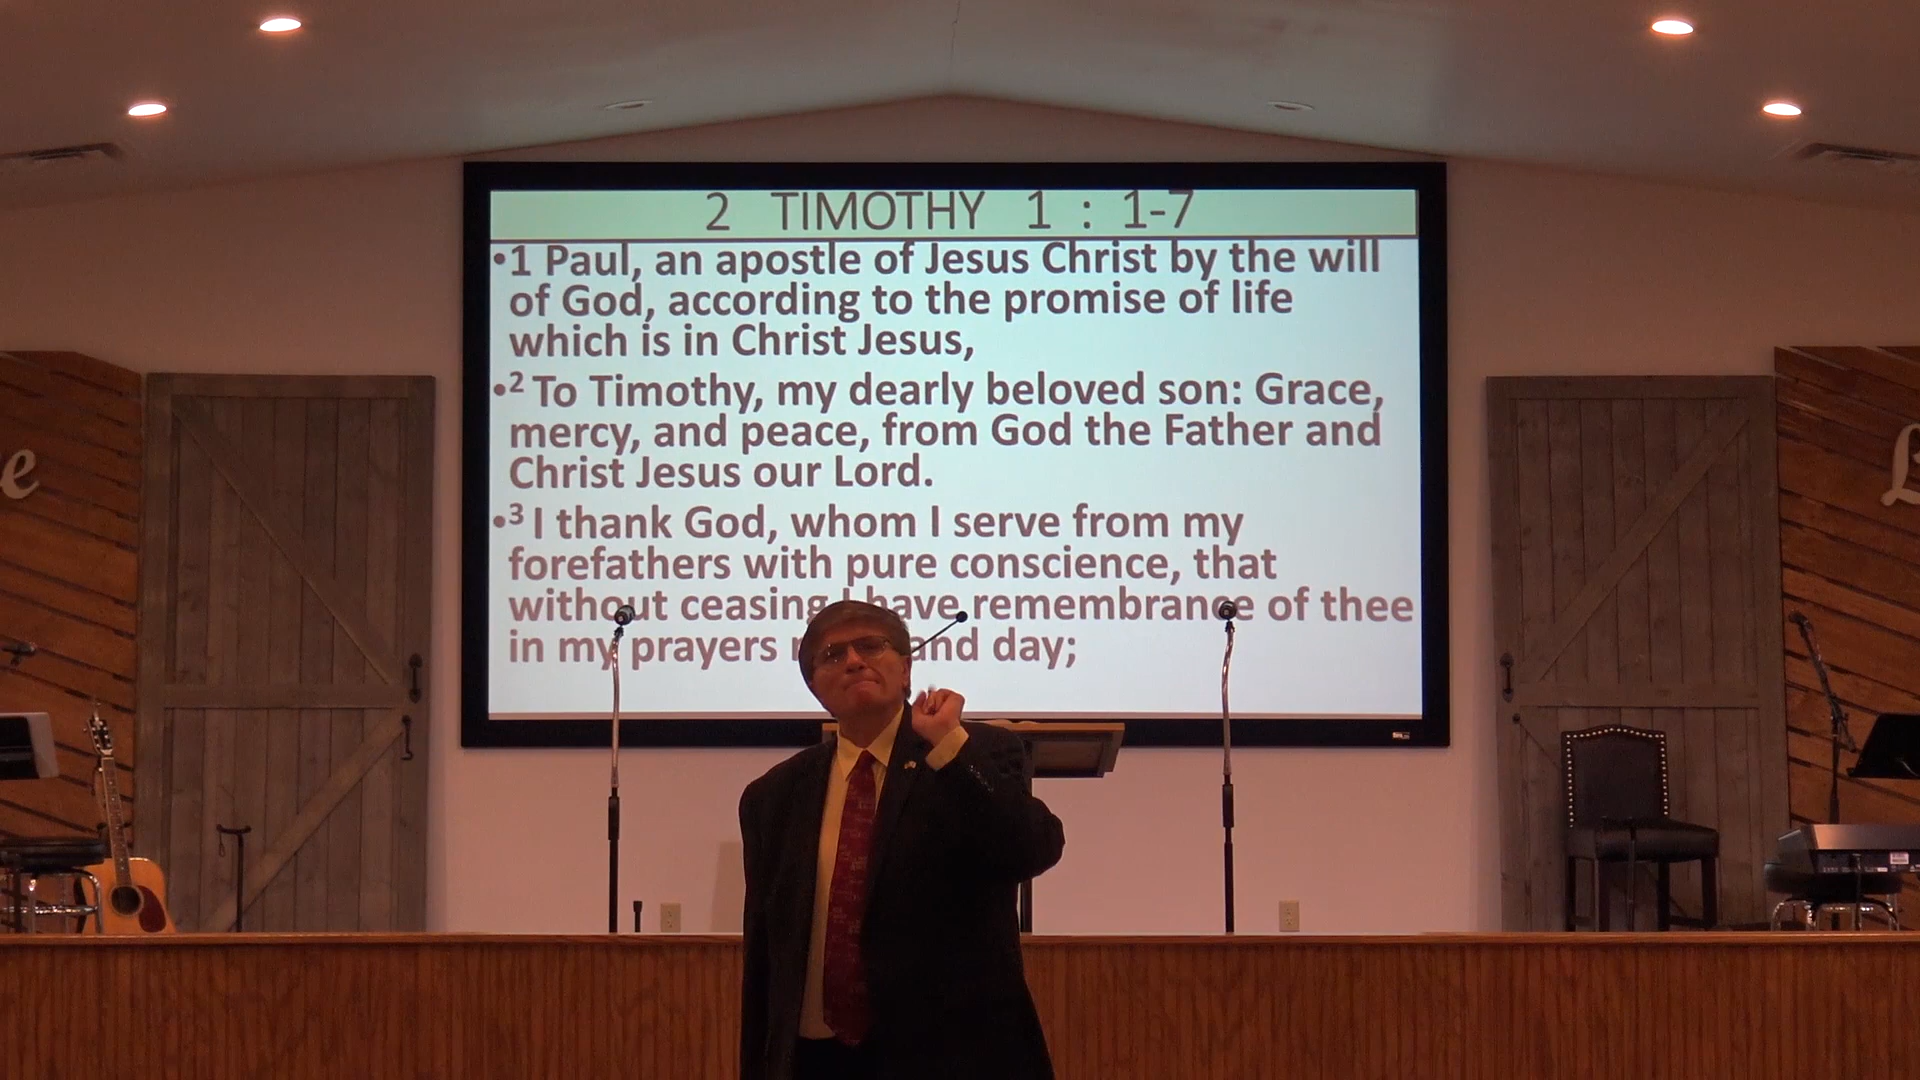 2 TIMOTHY 1 : 1-7
•1 Paul, an apostle of Jesus Christ by the will
of God, according to the promise of life
which is in Christ Jesus,
•2 To Timothy, my dearly beloved son: Grace,
mercy, and peace, from God the Father and
Christ Jesus our Lord.
•3 I thank God, whom I serve from my
forefathers with pure conscience, that
without ceasing I have remembrance of thee
in my prayers and day;